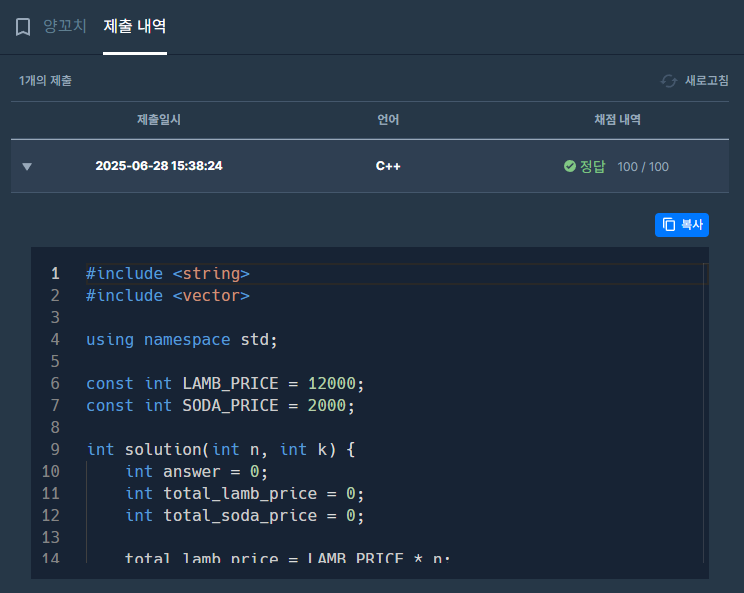 양꼬치 제출 내역
1개의 제출 새로고침
제출일시 언어 채점 내역
2025-06-28 15:38:24 C++ 정답 100 / 100
복사
1 #include <string>
2 #include <vector>
3
4 using namespace std;
5
6 const int LAMB_PRICE = 12000;
7 const int SODA_PRICE = 2000;
8
9 int solution(int n, int k) {
10 int answer = 0;
11 int total_lamb_price = 0;
12 int total_soda_price = 0;
13
14 total_lamb_price = LAMB_PRICE * n;